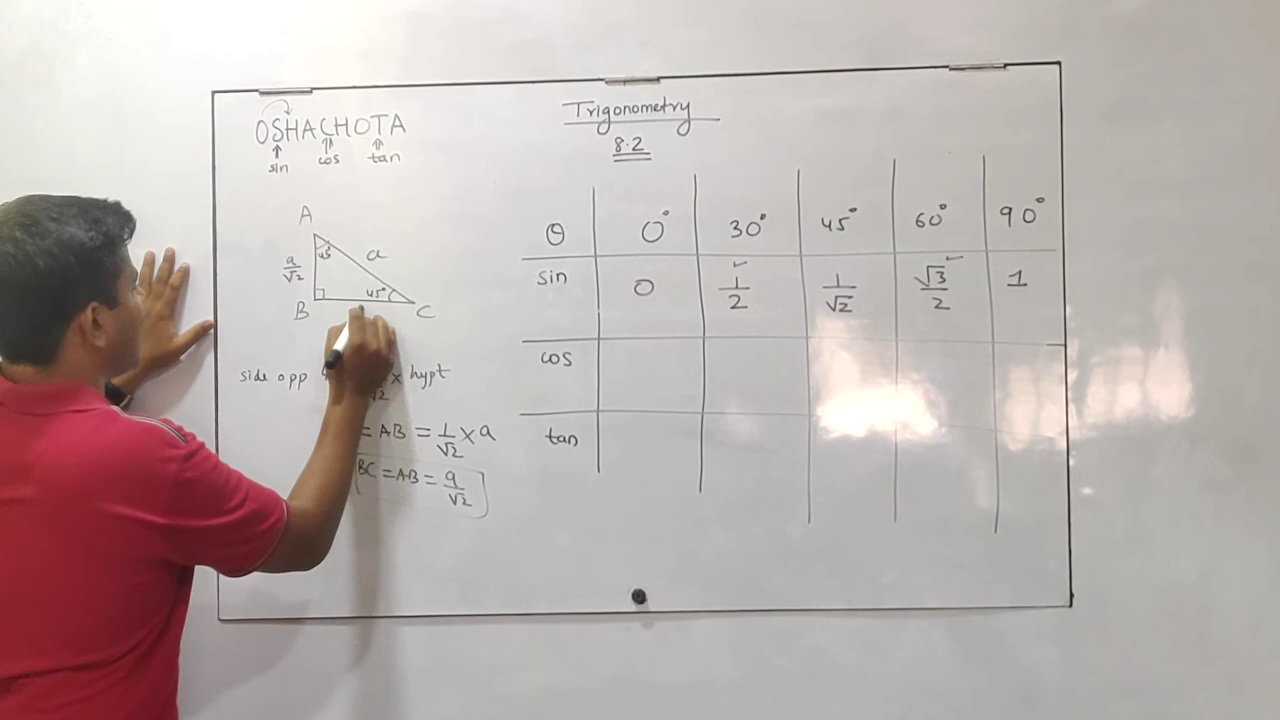 OSHACHOTA
sin cos tan
A
a/√2 45° a
B 45° C
side opp x hypt
√2
= AB = 1/√2 x a
BC = AB = a/√2
Trigonometry
8.2
θ 0° 30° 45° 60° 90°
sin 0 1/2 1/√2 √3/2 1
cos
tan